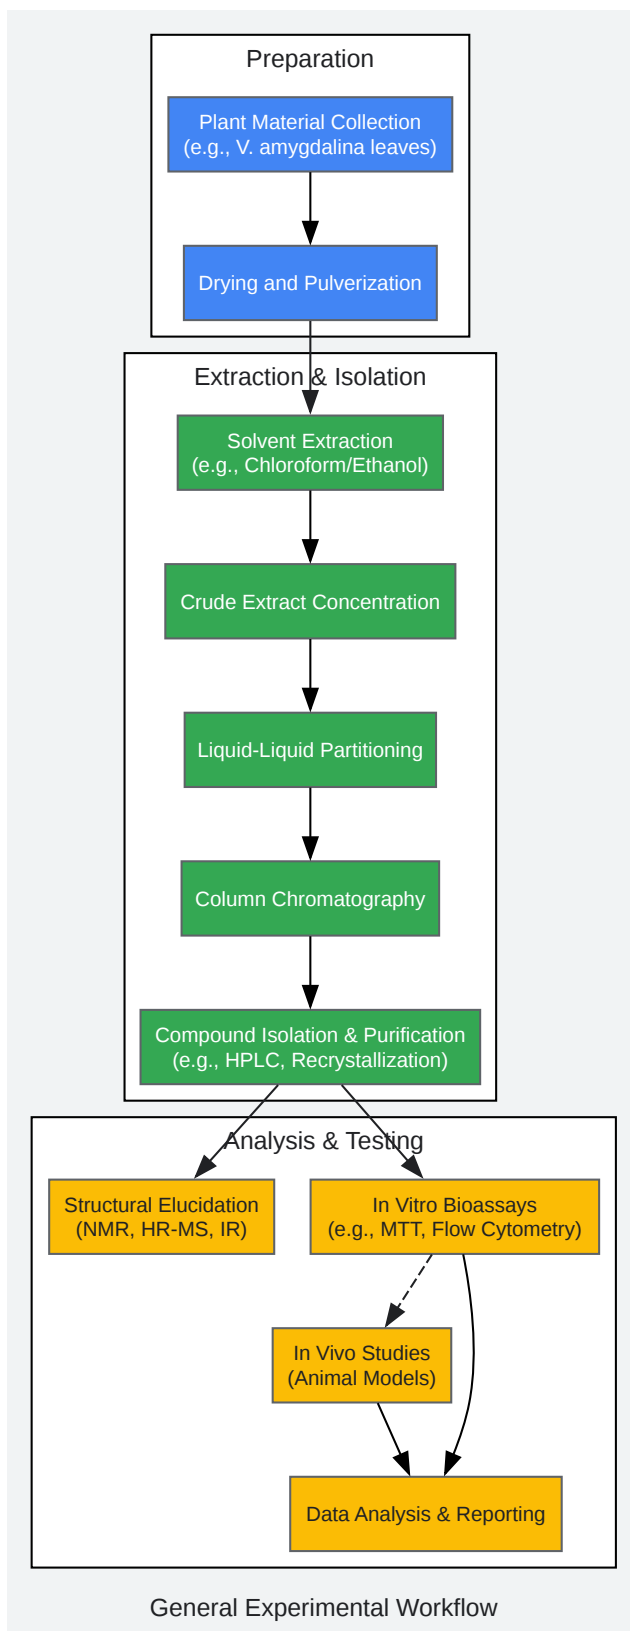 Preparation
Plant Material Collection
(e.g., V. amygdalina leaves)
Drying and Pulverization
Extraction & Isolation
Solvent Extraction
(e.g., Chloroform/Ethanol)
Crude Extract Concentration
Liquid-Liquid Partitioning
Column Chromatography
Compound Isolation & Purification
(e.g., HPLC, Recrystallization)
Analysis & Testing
Structural Elucidation
(NMR, HR-MS, IR)
In Vitro Bioassays
(e.g., MTT, Flow Cytometry)
In Vivo Studies
(Animal Models)
Data Analysis & Reporting
General Experimental Workflow